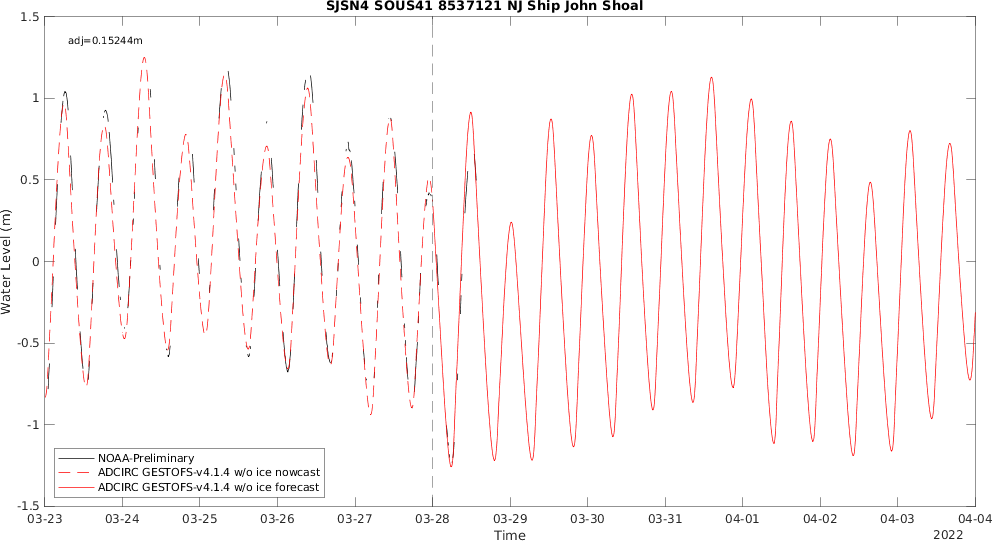 SJSN4 SOUS41 8537121 NJ Ship John Shoal
adj=0.15244m
1.5
1
0.5
0
-0.5
-1
-1.5
Water Level (m)
NOAA-Preliminary
ADCIRC GESTOFS-v4.1.4 w/o ice nowcast
ADCIRC GESTOFS-v4.1.4 w/o ice forecast
03-23 03-24 03-25 03-26 03-27 03-28 03-29 03-30 03-31 04-01 04-02 04-03 04-04
Time
2022